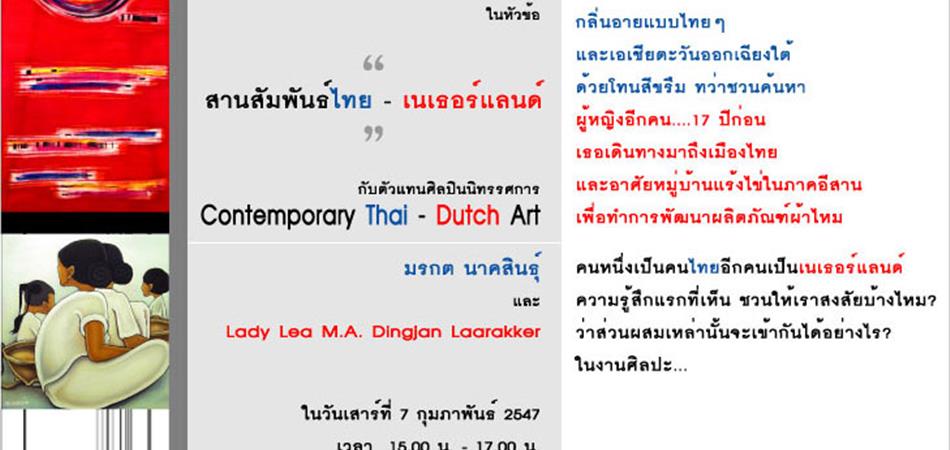 ในหัวข้อ
“
สานสัมพันธ์ไทย - เนเธอร์แลนด์
”
กับตัวแทนศิลปินนิทรรศการ
Contemporary Thai - Dutch Art
มรกต นาคสินธุ์
และ
Lady Lea M.A. Dingjan Laarakker
ในวันเสาร์ที่ 7 กุมภาพันธ์ 2547
เวลา 15.00 น. - 17.00 น.
กลิ่นอายแบบไทยๆ
และเอเชียตะวันออกเฉียงใต้
ด้วยโทนสีขรึม ทว่าชวนค้นหา
ผู้หญิงอีกคน....17 ปีก่อน
เธอเดินทางมาถึงเมืองไทย
และอาศัยหมู่บ้านแร้งไข่ในภาคอีสาน
เพื่อทำการพัฒนาผลิตภัณฑ์ผ้าไหม
คนหนึ่งเป็นคนไทยอีกคนเป็นเนเธอร์แลนด์
ความรู้สึกแรกที่เห็น ชวนให้เราสงสัยบ้างไหม?
ว่าส่วนผสมเหล่านั้นจะเข้ากันได้อย่างไร?
ในงานศิลปะ...